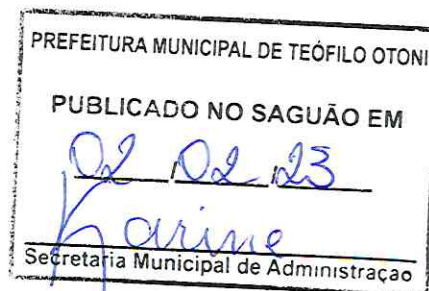 PREFEITURA MUNICIPAL DE TEÓFILO OTONI
PUBLICADO NO SAGUÃO EM
02/02/23
Karine
Secretaria Municipal de Administração